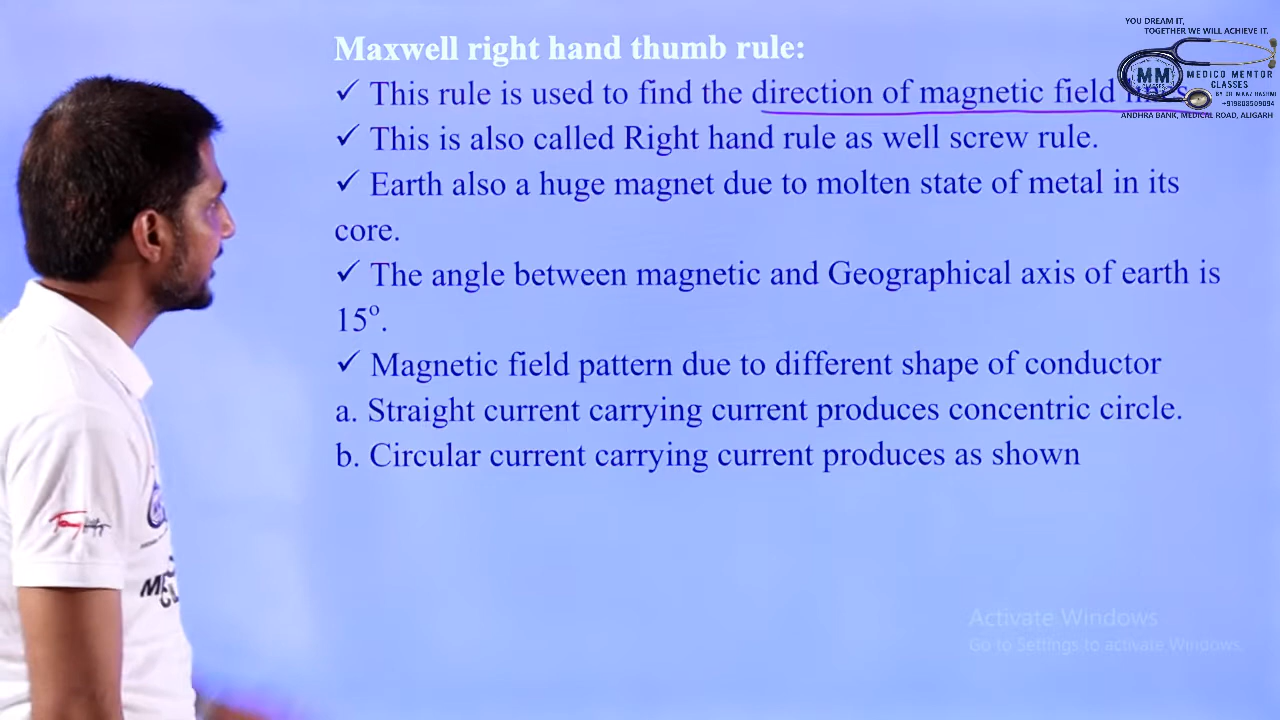 YOU DREAM IT,
TOGETHER WE WILL ACHIEVE IT.
Maxwell right hand thumb rule:
✓ This rule is used to find the direction of magnetic field
MM
MEDICO MENTOR
CLASSES
+919808509094
ANDHRA BANK, MEDICAL ROAD, ALIGARH
✓ This is also called Right hand rule as well screw rule.
✓ Earth also a huge magnet due to molten state of metal in its
core.
✓ The angle between magnetic and Geographical axis of earth is
15°.
✓ Magnetic field pattern due to different shape of conductor
a. Straight current carrying current produces concentric circle.
b. Circular current carrying current produces as shown
Activate Windows
Go to Settings to activate Windows.